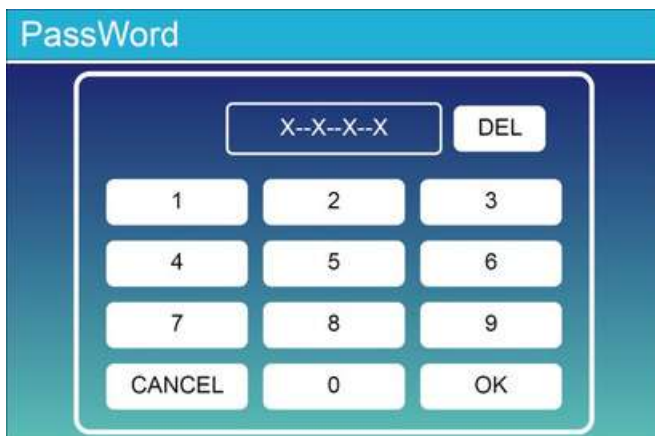 PassWord
X--X--X--X DEL
1 2 3
4 5 6
7 8 9
CANCEL 0 OK